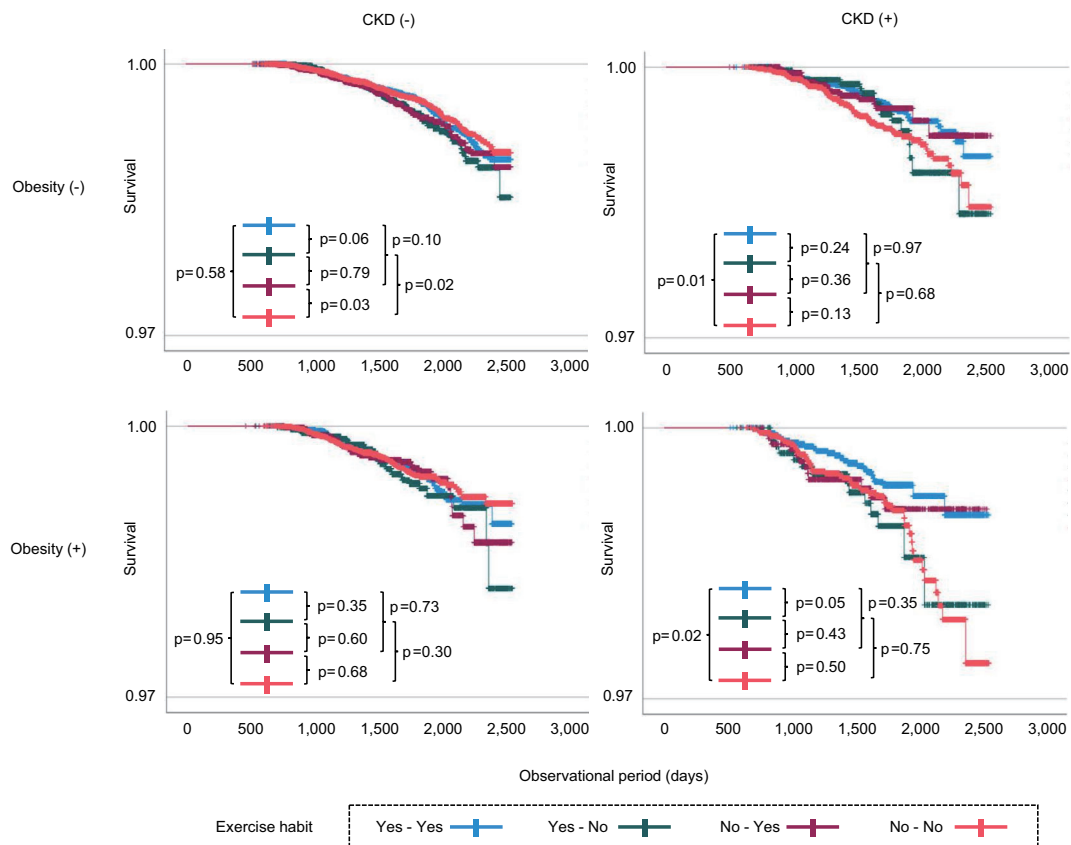 CKD (-)
CKD (+)
1.00
Survival
Obesity (-)
p=0.06
p=0.10
p=0.58
p=0.79
p=0.02
p=0.03
0.97
0 500 1,000 1,500 2,000 2,500 3,000
1.00
Survival
p=0.24
p=0.97
p=0.01
p=0.36
p=0.68
p=0.13
0.97
0 500 1,000 1,500 2,000 2,500 3,000
1.00
Survival
Obesity (+)
p=0.35
p=0.73
p=0.95
p=0.60
p=0.30
p=0.68
0.97
0 500 1,000 1,500 2,000 2,500 3,000
1.00
Survival
p=0.05
p=0.35
p=0.02
p=0.43
p=0.75
p=0.50
0.97
0 500 1,000 1,500 2,000 2,500 3,000
Observational period (days)
Exercise habit Yes - Yes Yes - No No - Yes No - No